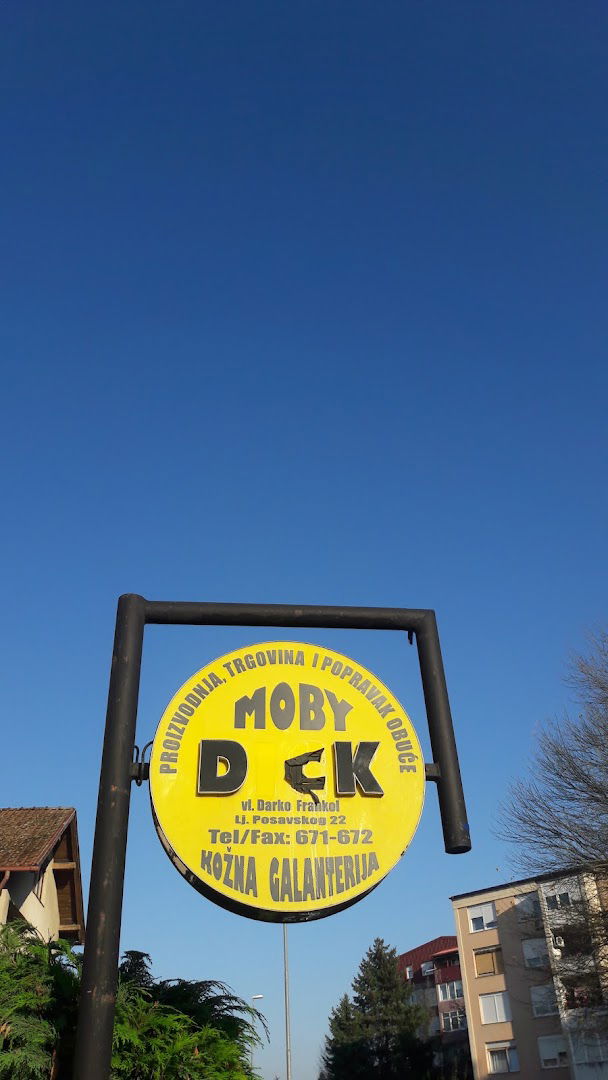 PROIZVODNJA, TRGOVINA I POPRAVAK OBUĆE
MOBY
D CK
vl. Darko Frankol
Lj. Posavskog 22
Tel/Fax: 671-672
KOŽNA GALANTERIJA